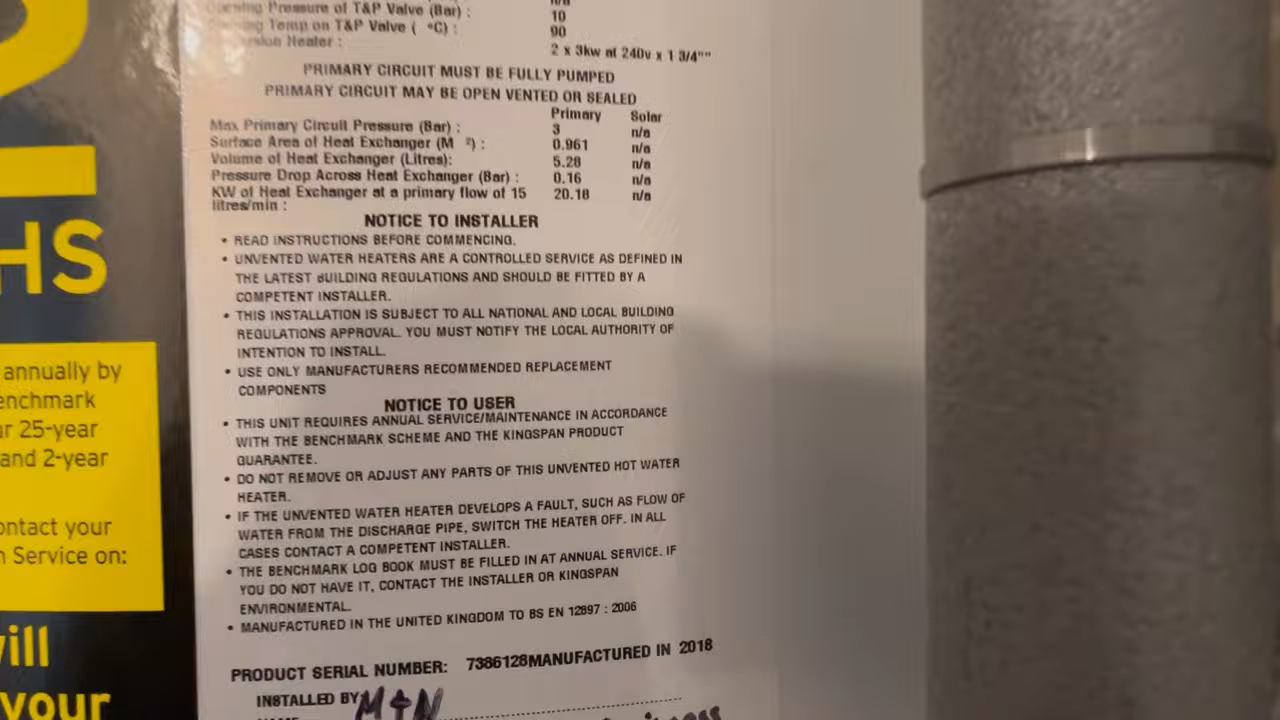 Pressure of T&P Valve (Bar) :
10
Temp on T&P Valve ( °C) :
90
Heater :
2 x 3kw at 240v x 1 3/4""
PRIMARY CIRCUIT MUST BE FULLY PUMPED
PRIMARY CIRCUIT MAY BE OPEN VENTED OR SEALED
Primary Solar
Max Primary Circuit Pressure (Bar) : 3 n/a
Surface Area of Heat Exchanger (M ²) : 0.961 n/a
Volume of Heat Exchanger (Litres): 5.28 n/a
Pressure Drop Across Heat Exchanger (Bar) : 0.16 n/a
KW of Heat Exchanger at a primary flow of 15 20.18 n/a
litres/min :
NOTICE TO INSTALLER
• READ INSTRUCTIONS BEFORE COMMENCING.
• UNVENTED WATER HEATERS ARE A CONTROLLED SERVICE AS DEFINED IN
THE LATEST BUILDING REGULATIONS AND SHOULD BE FITTED BY A
COMPETENT INSTALLER.
• THIS INSTALLATION IS SUBJECT TO ALL NATIONAL AND LOCAL BUILDING
REGULATIONS APPROVAL. YOU MUST NOTIFY THE LOCAL AUTHORITY OF
INTENTION TO INSTALL.
• USE ONLY MANUFACTURERS RECOMMENDED REPLACEMENT
COMPONENTS
NOTICE TO USER
• THIS UNIT REQUIRES ANNUAL SERVICE/MAINTENANCE IN ACCORDANCE
WITH THE BENCHMARK SCHEME AND THE KINGSPAN PRODUCT
GUARANTEE.
• DO NOT REMOVE OR ADJUST ANY PARTS OF THIS UNVENTED HOT WATER
HEATER.
• IF THE UNVENTED WATER HEATER DEVELOPS A FAULT, SUCH AS FLOW OF
WATER FROM THE DISCHARGE PIPE, SWITCH THE HEATER OFF. IN ALL
CASES CONTACT A COMPETENT INSTALLER.
• THE BENCHMARK LOG BOOK MUST BE FILLED IN AT ANNUAL SERVICE. IF
YOU DO NOT HAVE IT, CONTACT THE INSTALLER OR KINGSPAN
ENVIRONMENTAL.
• MANUFACTURED IN THE UNITED KINGDOM TO BS EN 12897 : 2006
PRODUCT SERIAL NUMBER: 7386128MANUFACTURED IN 2018
INSTALLED BY: M+N
HS
annually by
enchmark
ur 25-year
and 2-year
ontact your
Service on:
will
your